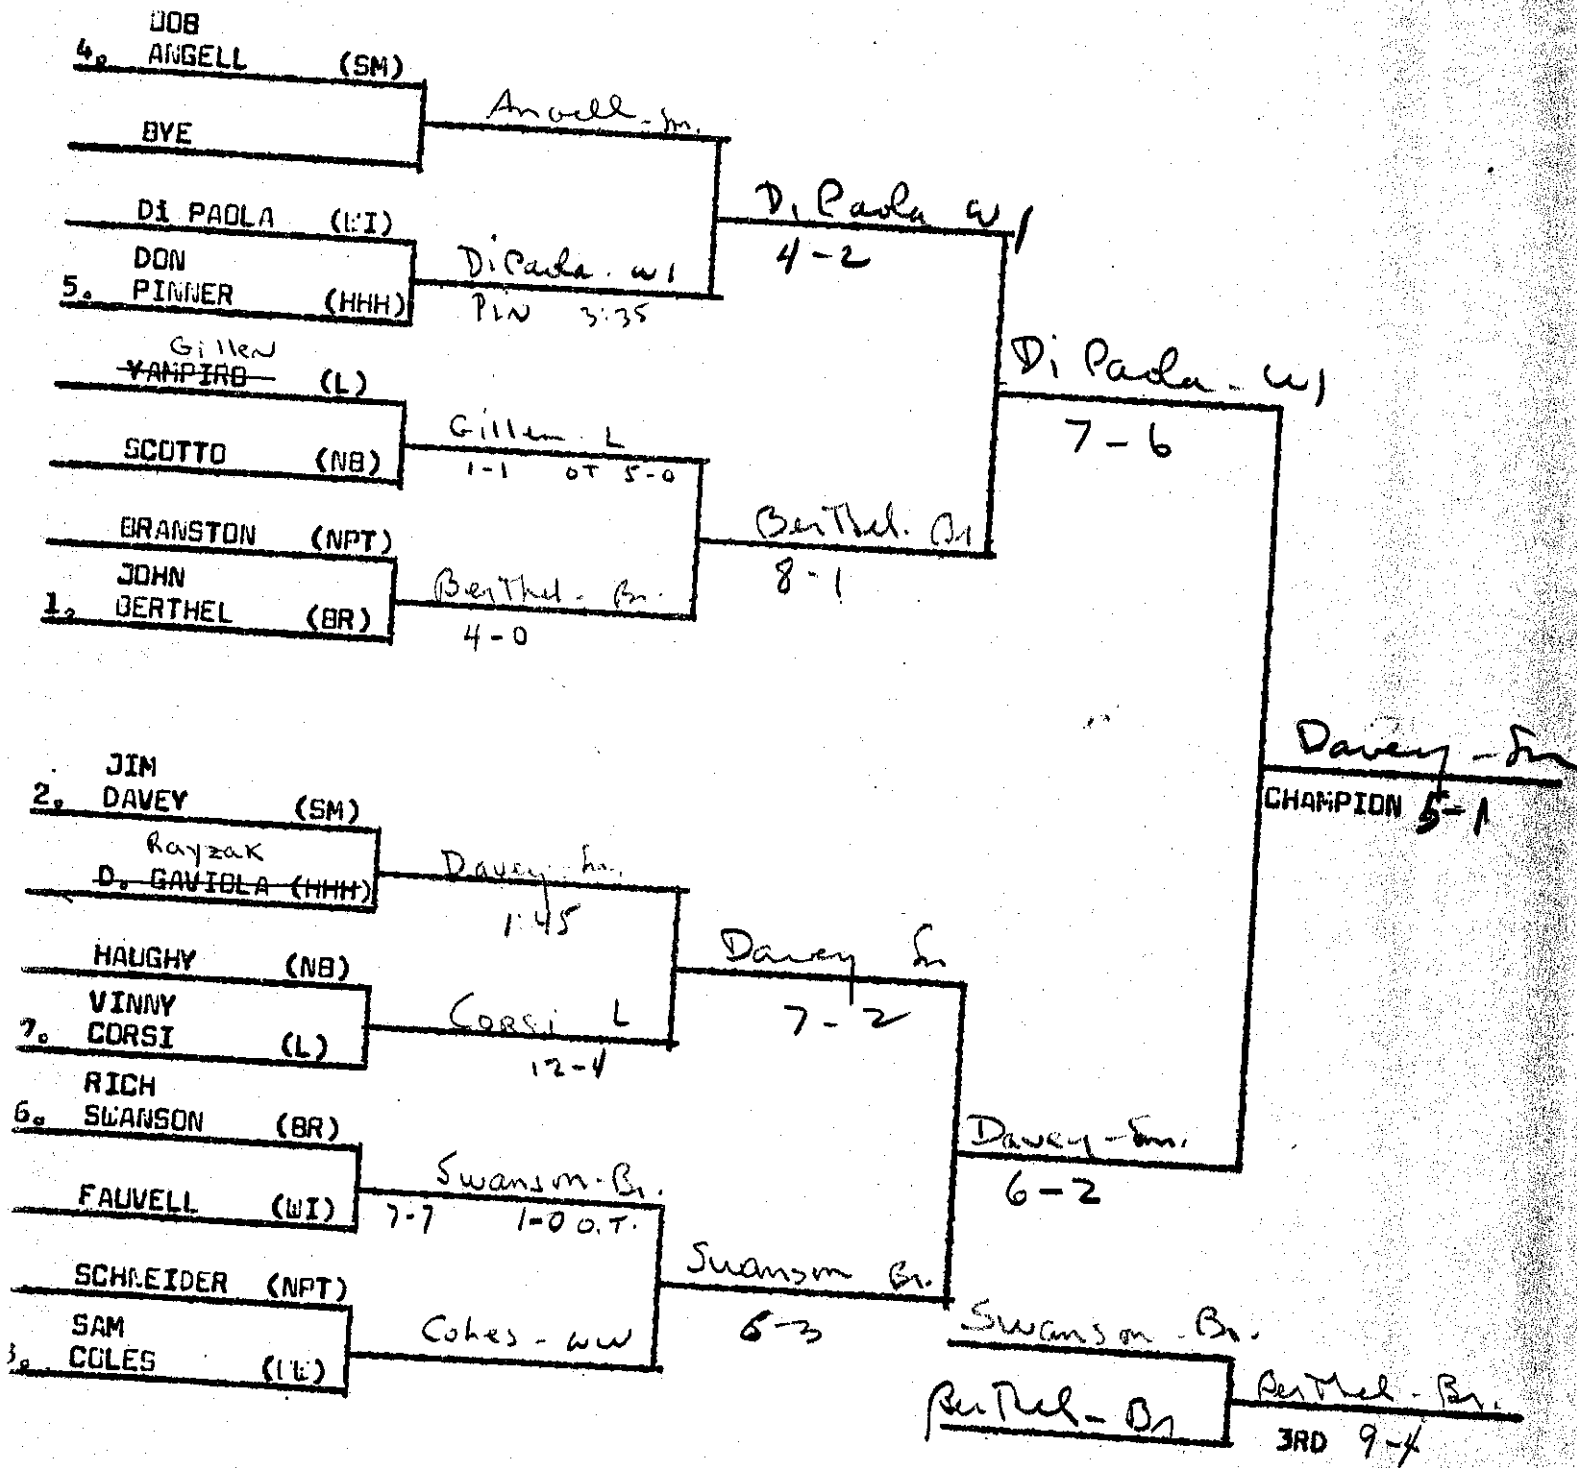 BOB
4. ANGELL (SM)
Angell - Sm.
BYE
Di Paola WI
4-2
Di PAOLA (WI)
DiPaola. WI
PIN 3:35
DON
5. PINNER (HHH)
Di Paola - WI
7-6
Gillen
VAMPIRO (L)
Gillen L
1-1 OT 5-0
SCOTTO (NB)
Berthel. Br
8-1
BRANSTON (NPT)
Berthel. Br.
4-0
JOHN
1. BERTHEL (BR)
Davey - Sm
CHAMPION 5-1
JIM
2. DAVEY (SM)
Rayzak
D. GAVIOLA (HHH)
Davey. Sm.
1:45
Davey Sm
7-2
HAUGHY (NB)
VINNY
7. CORSI (L)
Corsi L
12-4
RICH
6. SWANSON (BR)
Davey - Sm.
6-2
Swanson - Br.
7-7 1-0 O.T.
FAUVELL (WI)
Swanson Br.
6-3
SCHNEIDER (NPT)
SAM
3. COLES
Cohes - WW
Swanson - Br.
Berthel - Br
Berthel - Br.
3RD 9-4